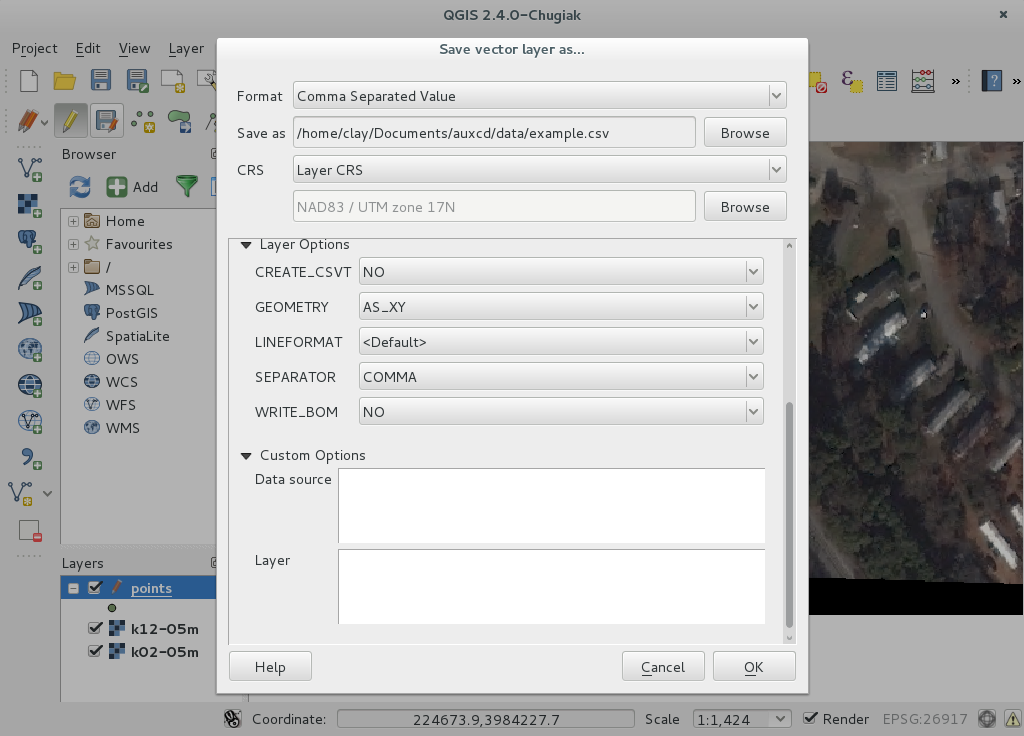 QGIS 2.4.0-Chugiak
Project Edit View Layer
Save vector layer as...
Format Comma Separated Value
Save as /home/clay/Documents/auxcd/data/example.csv Browse
CRS Layer CRS
NAD83 / UTM zone 17N Browse
Browser
Add
Home
Favourites
/
MSSQL
PostGIS
SpatiaLite
OWS
WCS
WFS
WMS
Layer Options
CREATE_CSVT NO
GEOMETRY AS_XY
LINEFORMAT <Default>
SEPARATOR COMMA
WRITE_BOM NO
Custom Options
Data source
Layer
Layers
points
k12-05m
k02-05m
Help Cancel OK
Coordinate: 224673.9,3984227.7 Scale 1:1,424 Render EPSG:26917